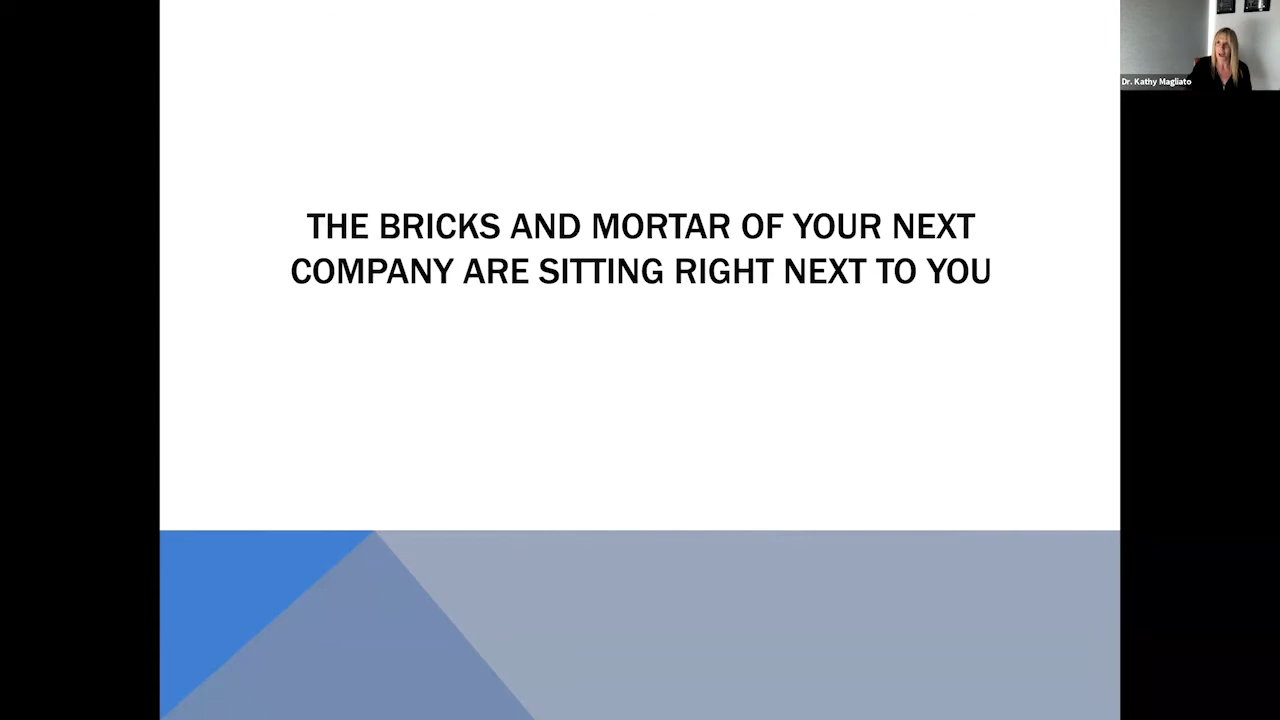 THE BRICKS AND MORTAR OF YOUR NEXT
COMPANY ARE SITTING RIGHT NEXT TO YOU
Dr. Kathy Magliato